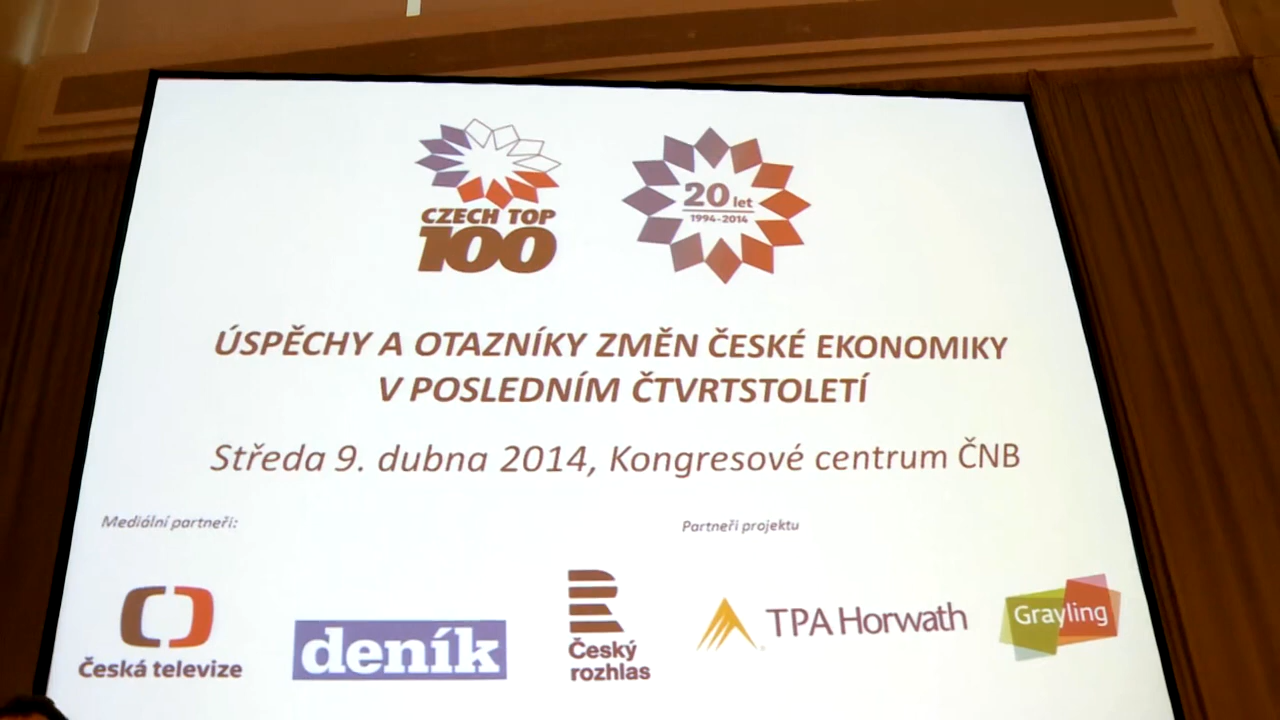 CZECH TOP
100
20 let
1994-2014
ÚSPĚCHY A OTAZNÍKY ZMĚN ČESKÉ EKONOMIKY
V POSLEDNÍM ČTVRTSTOLETÍ
Středa 9. dubna 2014, Kongresové centrum ČNB
Mediální partneři:
Partneři projektu
Česká televize
deník
Český
rozhlas
TPA Horwath
Grayling